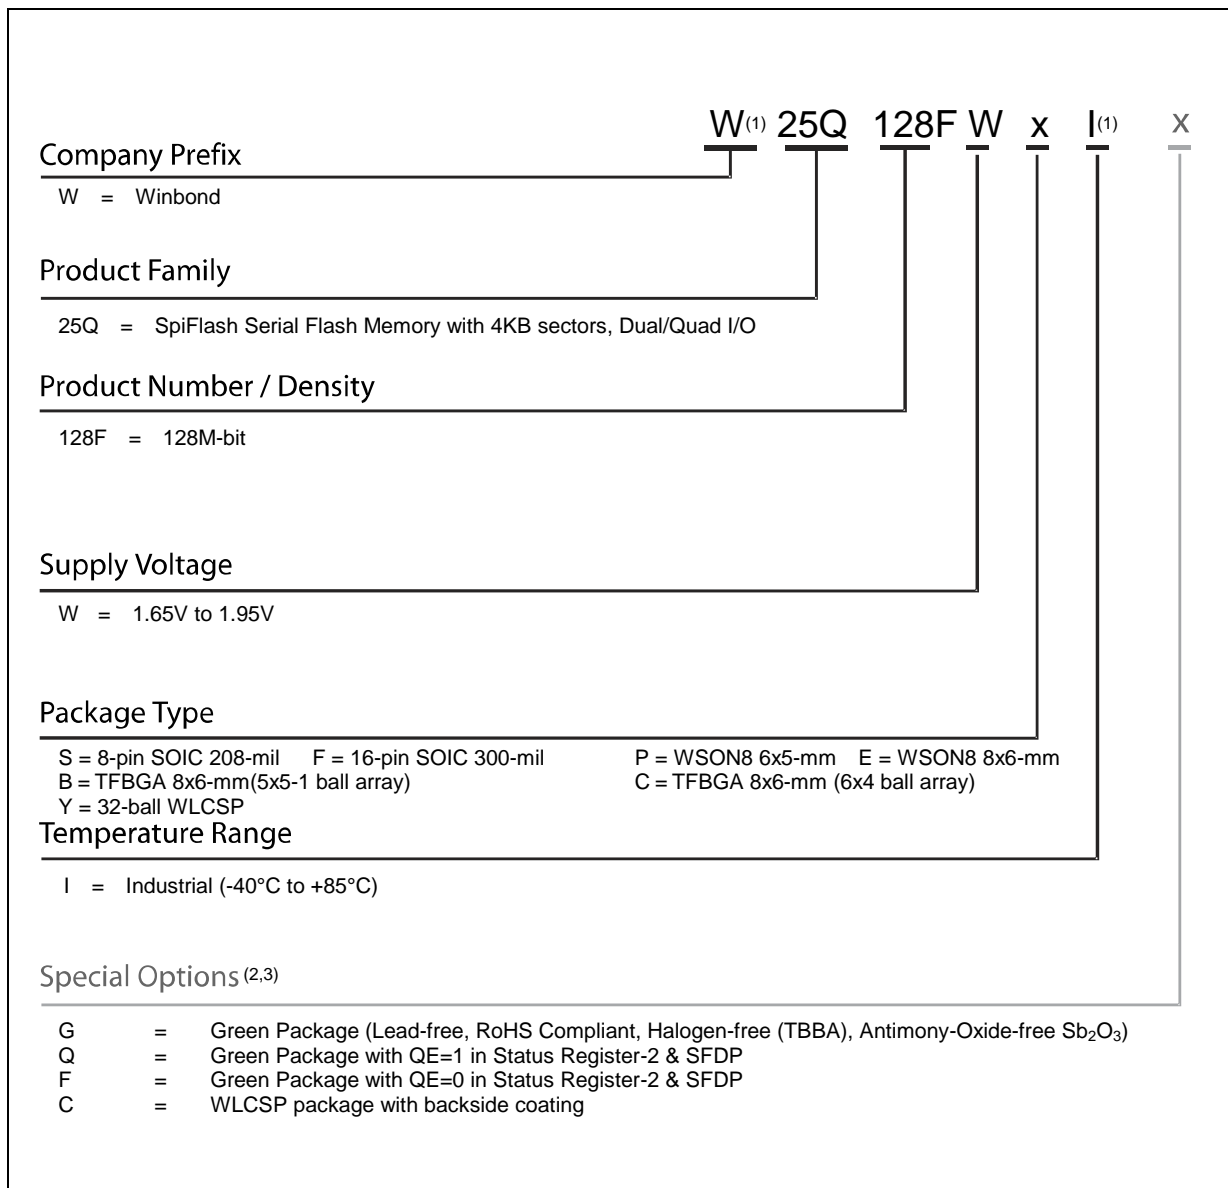 W(1) 25Q 128F W x I(1) x
Company Prefix
W = Winbond
Product Family
25Q = SpiFlash Serial Flash Memory with 4KB sectors, Dual/Quad I/O
Product Number / Density
128F = 128M-bit
Supply Voltage
W = 1.65V to 1.95V
Package Type
S = 8-pin SOIC 208-mil F = 16-pin SOIC 300-mil P = WSON8 6x5-mm E = WSON8 8x6-mm
B = TFBGA 8x6-mm(5x5-1 ball array) C = TFBGA 8x6-mm (6x4 ball array)
Y = 32-ball WLCSP
Temperature Range
I = Industrial (-40°C to +85°C)
Special Options (2,3)
G = Green Package (Lead-free, RoHS Compliant, Halogen-free (TBBA), Antimony-Oxide-free Sb₂O₃)
Q = Green Package with QE=1 in Status Register-2 & SFDP
F = Green Package with QE=0 in Status Register-2 & SFDP
C = WLCSP package with backside coating